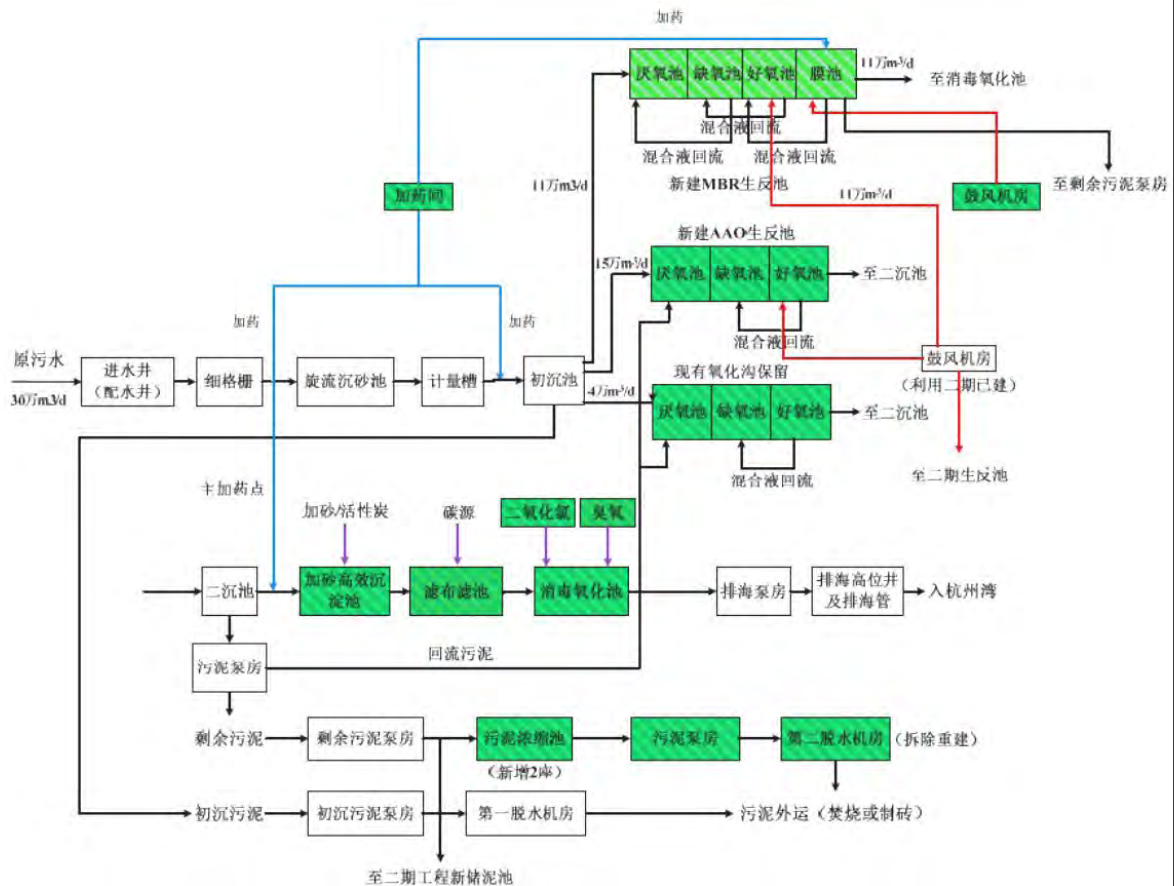 加药
厌氧池
缺氧池
好氧池
膜池
11万m³/d
至消毒氧化池
混合液回流
混合液回流
混合液回流
新建MBR生反池
至剩余污泥泵房
11万m3/d
加药间
11万m³/d
鼓风机房
新建AAO生反池
15万m³/d
厌氧池
缺氧池
好氧池
至二沉池
加药
加药
混合液回流
原污水
30万m3/d
进水井
(配水井)
细格栅
旋流沉砂池
计量槽
初沉池
鼓风机房
(利用二期已建)
现有氧化沟保留
4万m³/d
厌氧池
缺氧池
好氧池
至二沉池
混合液回流
至二期生反池
主加药点
加砂/活性炭
碳源
二氧化氯
臭氧
二沉池
加砂高效沉
淀池
滤布滤池
消毒氧化池
排海泵房
排海高位井
及排海管
入杭州湾
污泥泵房
回流污泥
剩余污泥
剩余污泥泵房
污泥浓缩池
(新增2座)
污泥泵房
第二脱水机房
(拆除重建)
初沉污泥
初沉污泥泵房
第一脱水机房
污泥外运(焚烧或制砖)
至二期工程新储泥池